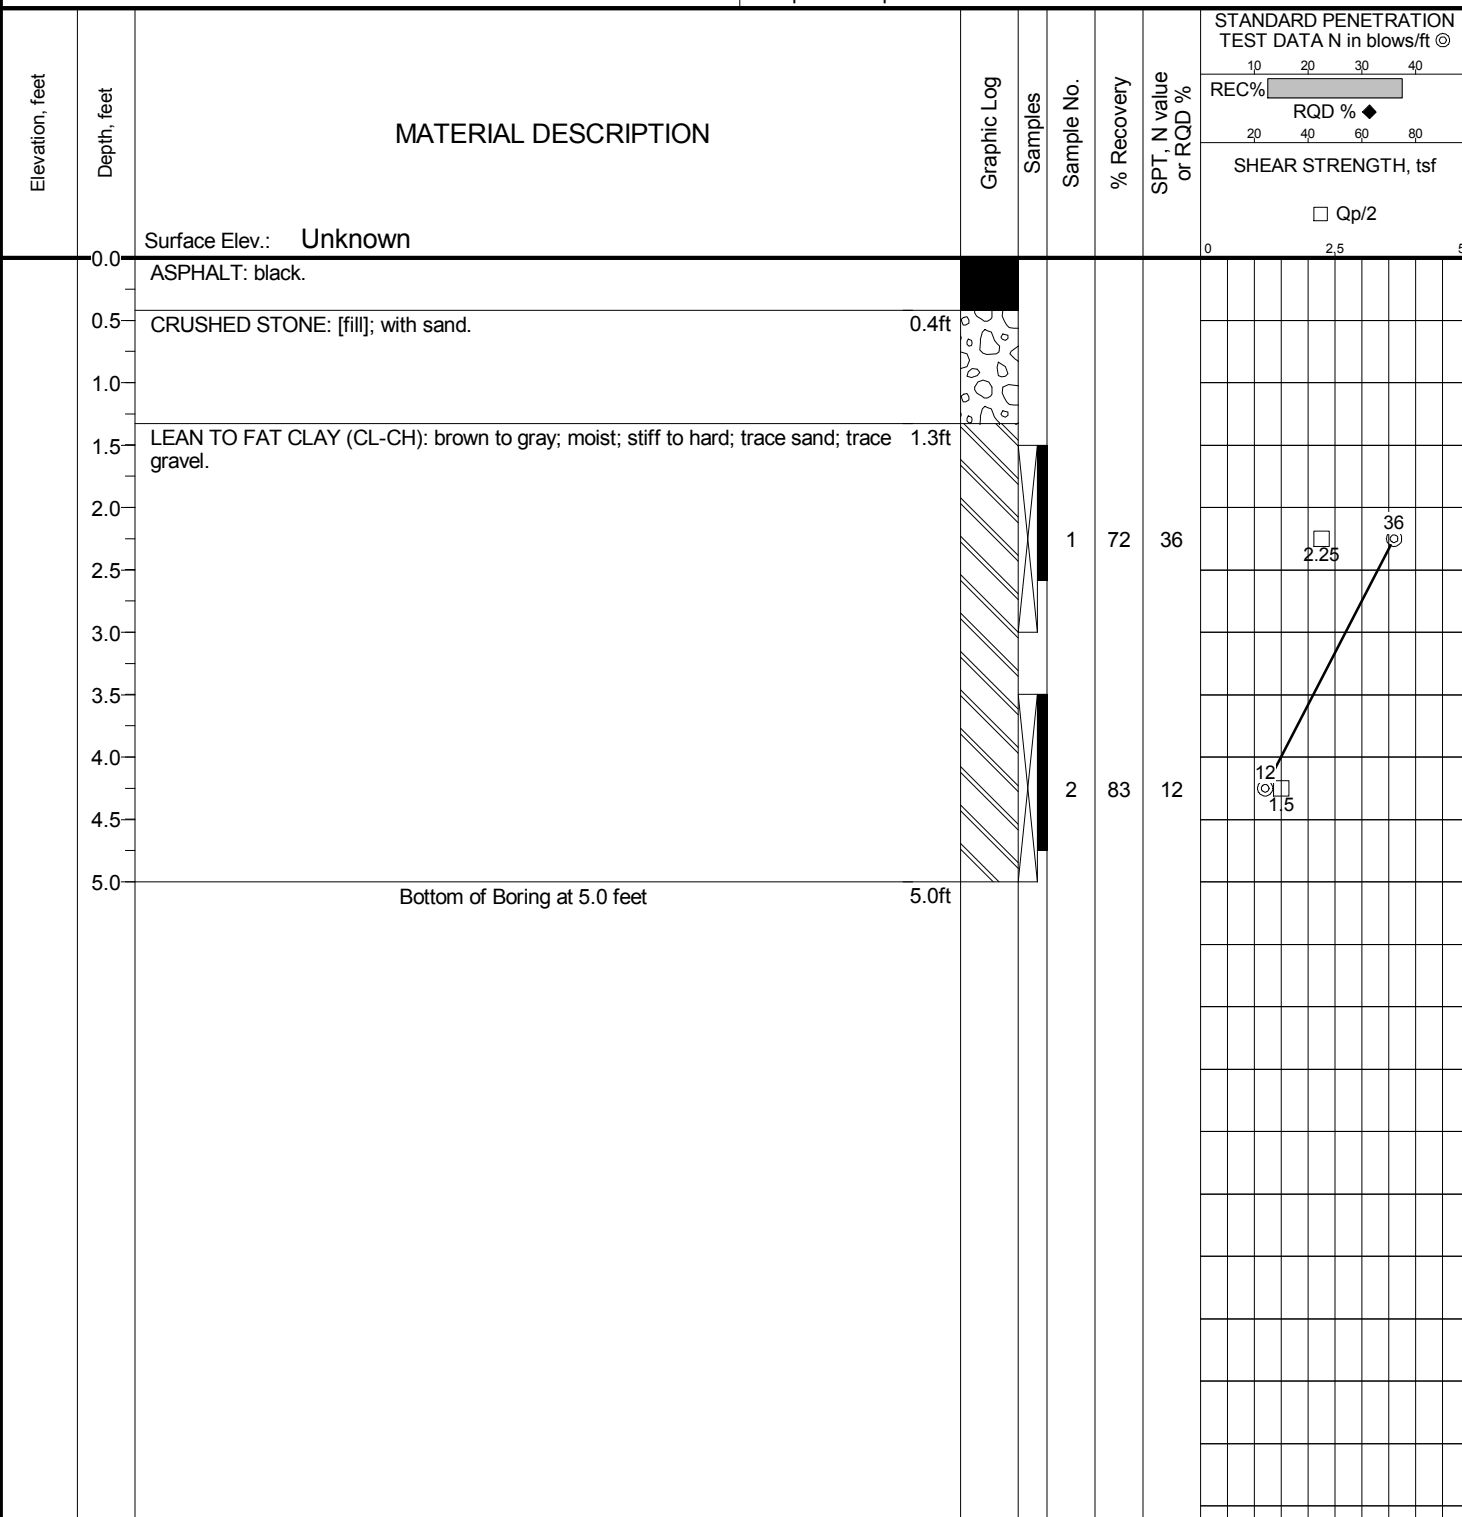 STANDARD PENETRATION
TEST DATA N in blows/ft ◎
10 20 30 40
REC%
RQD % ◆
20 40 60 80
SHEAR STRENGTH, tsf
□ Qp/2
0 2.5 5
Elevation, feet
Depth, feet
MATERIAL DESCRIPTION
Graphic Log
Samples
Sample No.
% Recovery
SPT, N value
or RQD %
Surface Elev.: Unknown
0.0
ASPHALT: black.
0.5
CRUSHED STONE: [fill]; with sand. 0.4ft
1.0
1.5
LEAN TO FAT CLAY (CL-CH): brown to gray; moist; stiff to hard; trace sand; trace 1.3ft
gravel.
2.0
36
1 72 36
2.25
2.5
3.0
3.5
4.0
12
2 83 12
1.5
4.5
5.0
Bottom of Boring at 5.0 feet 5.0ft